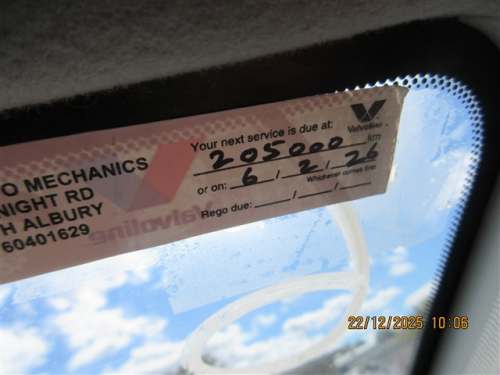 Your next service is due at:
Valvoline
205000 km
or on: 6 / 2 / 26
Whichever comes first
Rego due: / /
O MECHANICS
NIGHT RD
H ALBURY
60401629
Valvoline
22/12/2025 10:06